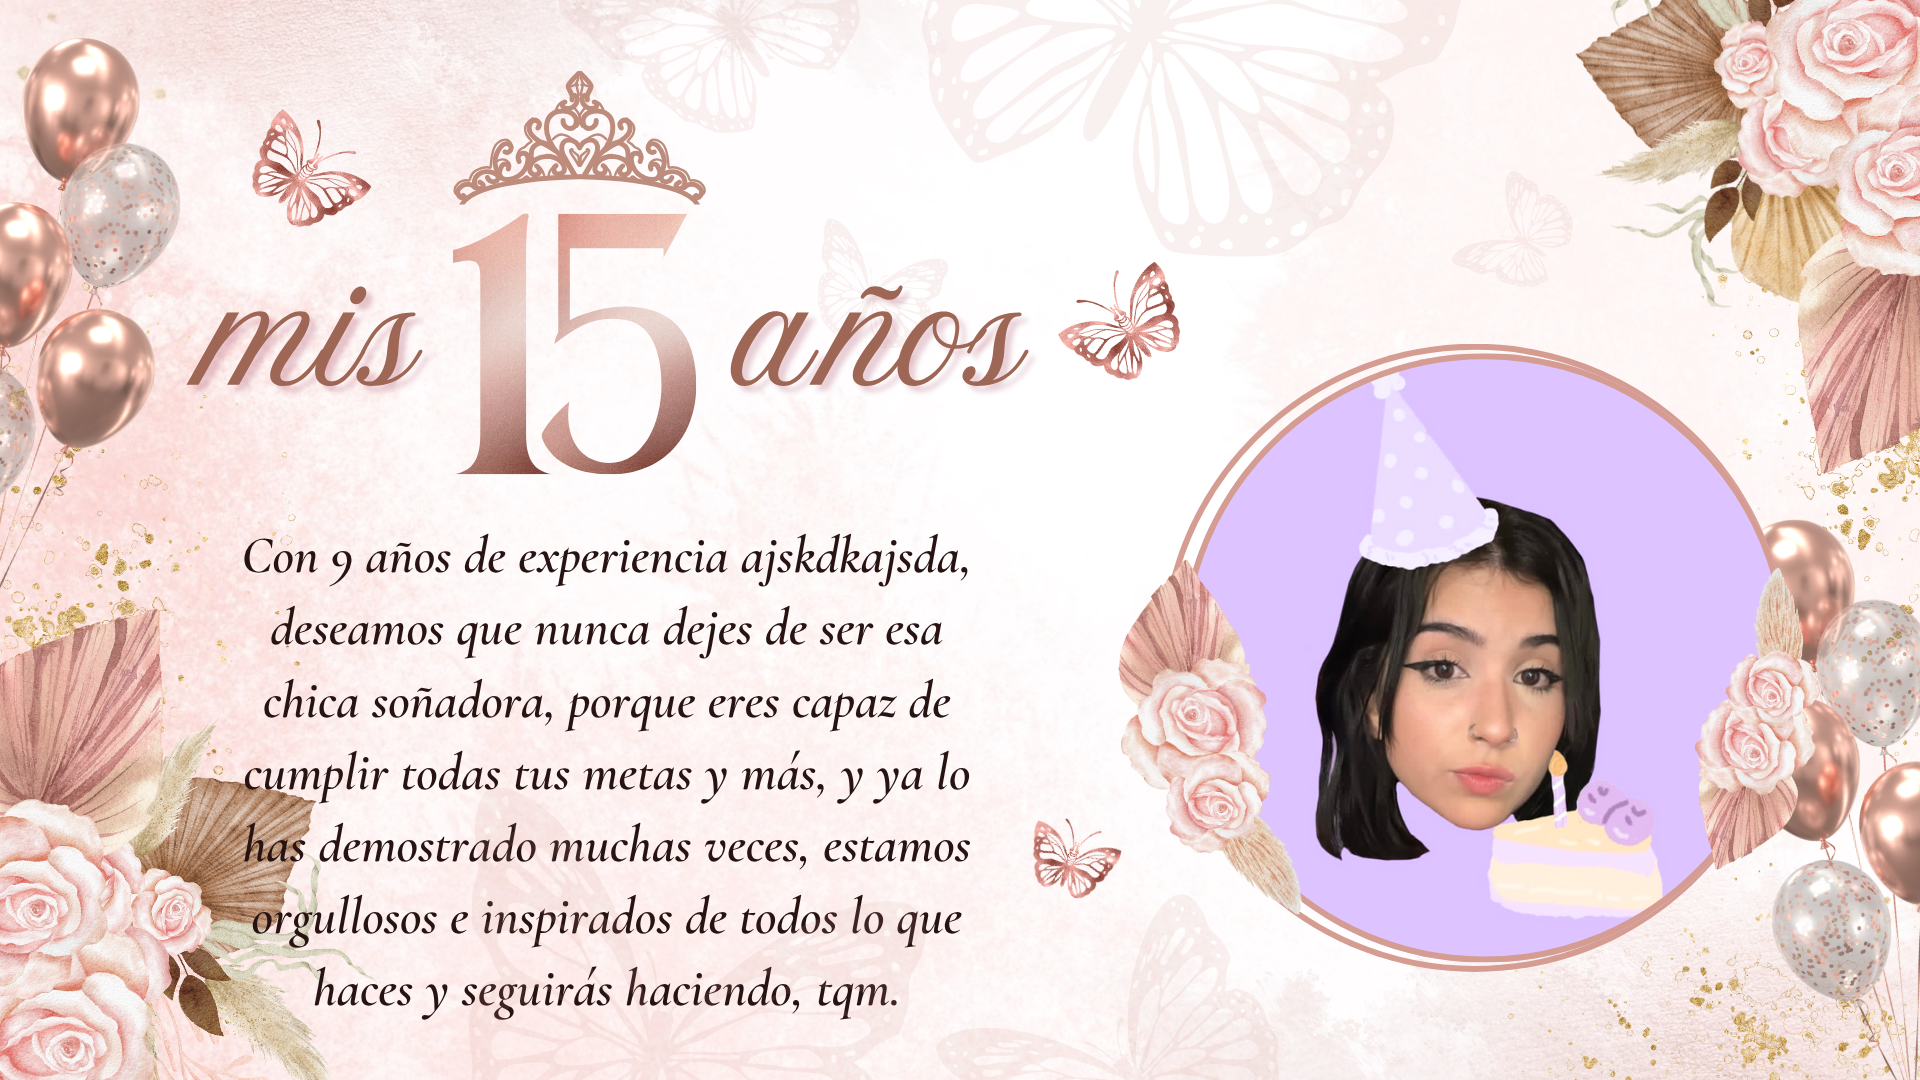 mis 15 años
Con 9 años de experiencia ajskdkajsda,
deseamos que nunca dejes de ser esa
chica soñadora, porque eres capaz de
cumplir todas tus metas y más, y ya lo
has demostrado muchas veces, estamos
orgullosos e inspirados de todos lo que
haces y seguirás haciendo, tqm.